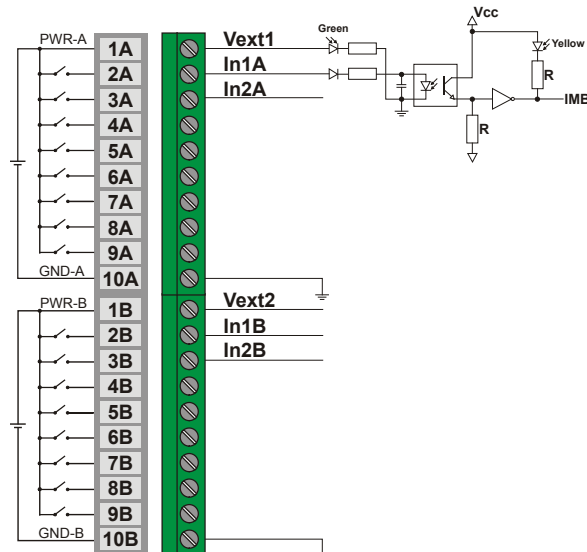 PWR-A
1A
2A
3A
4A
5A
6A
7A
8A
9A
GND-A
10A
PWR-B
1B
2B
3B
4B
5B
6B
7B
8B
9B
GND-B
10B
Vext1
In1A
In2A
Vext2
In1B
In2B
Green
Vcc
Yellow
R
IMB
R